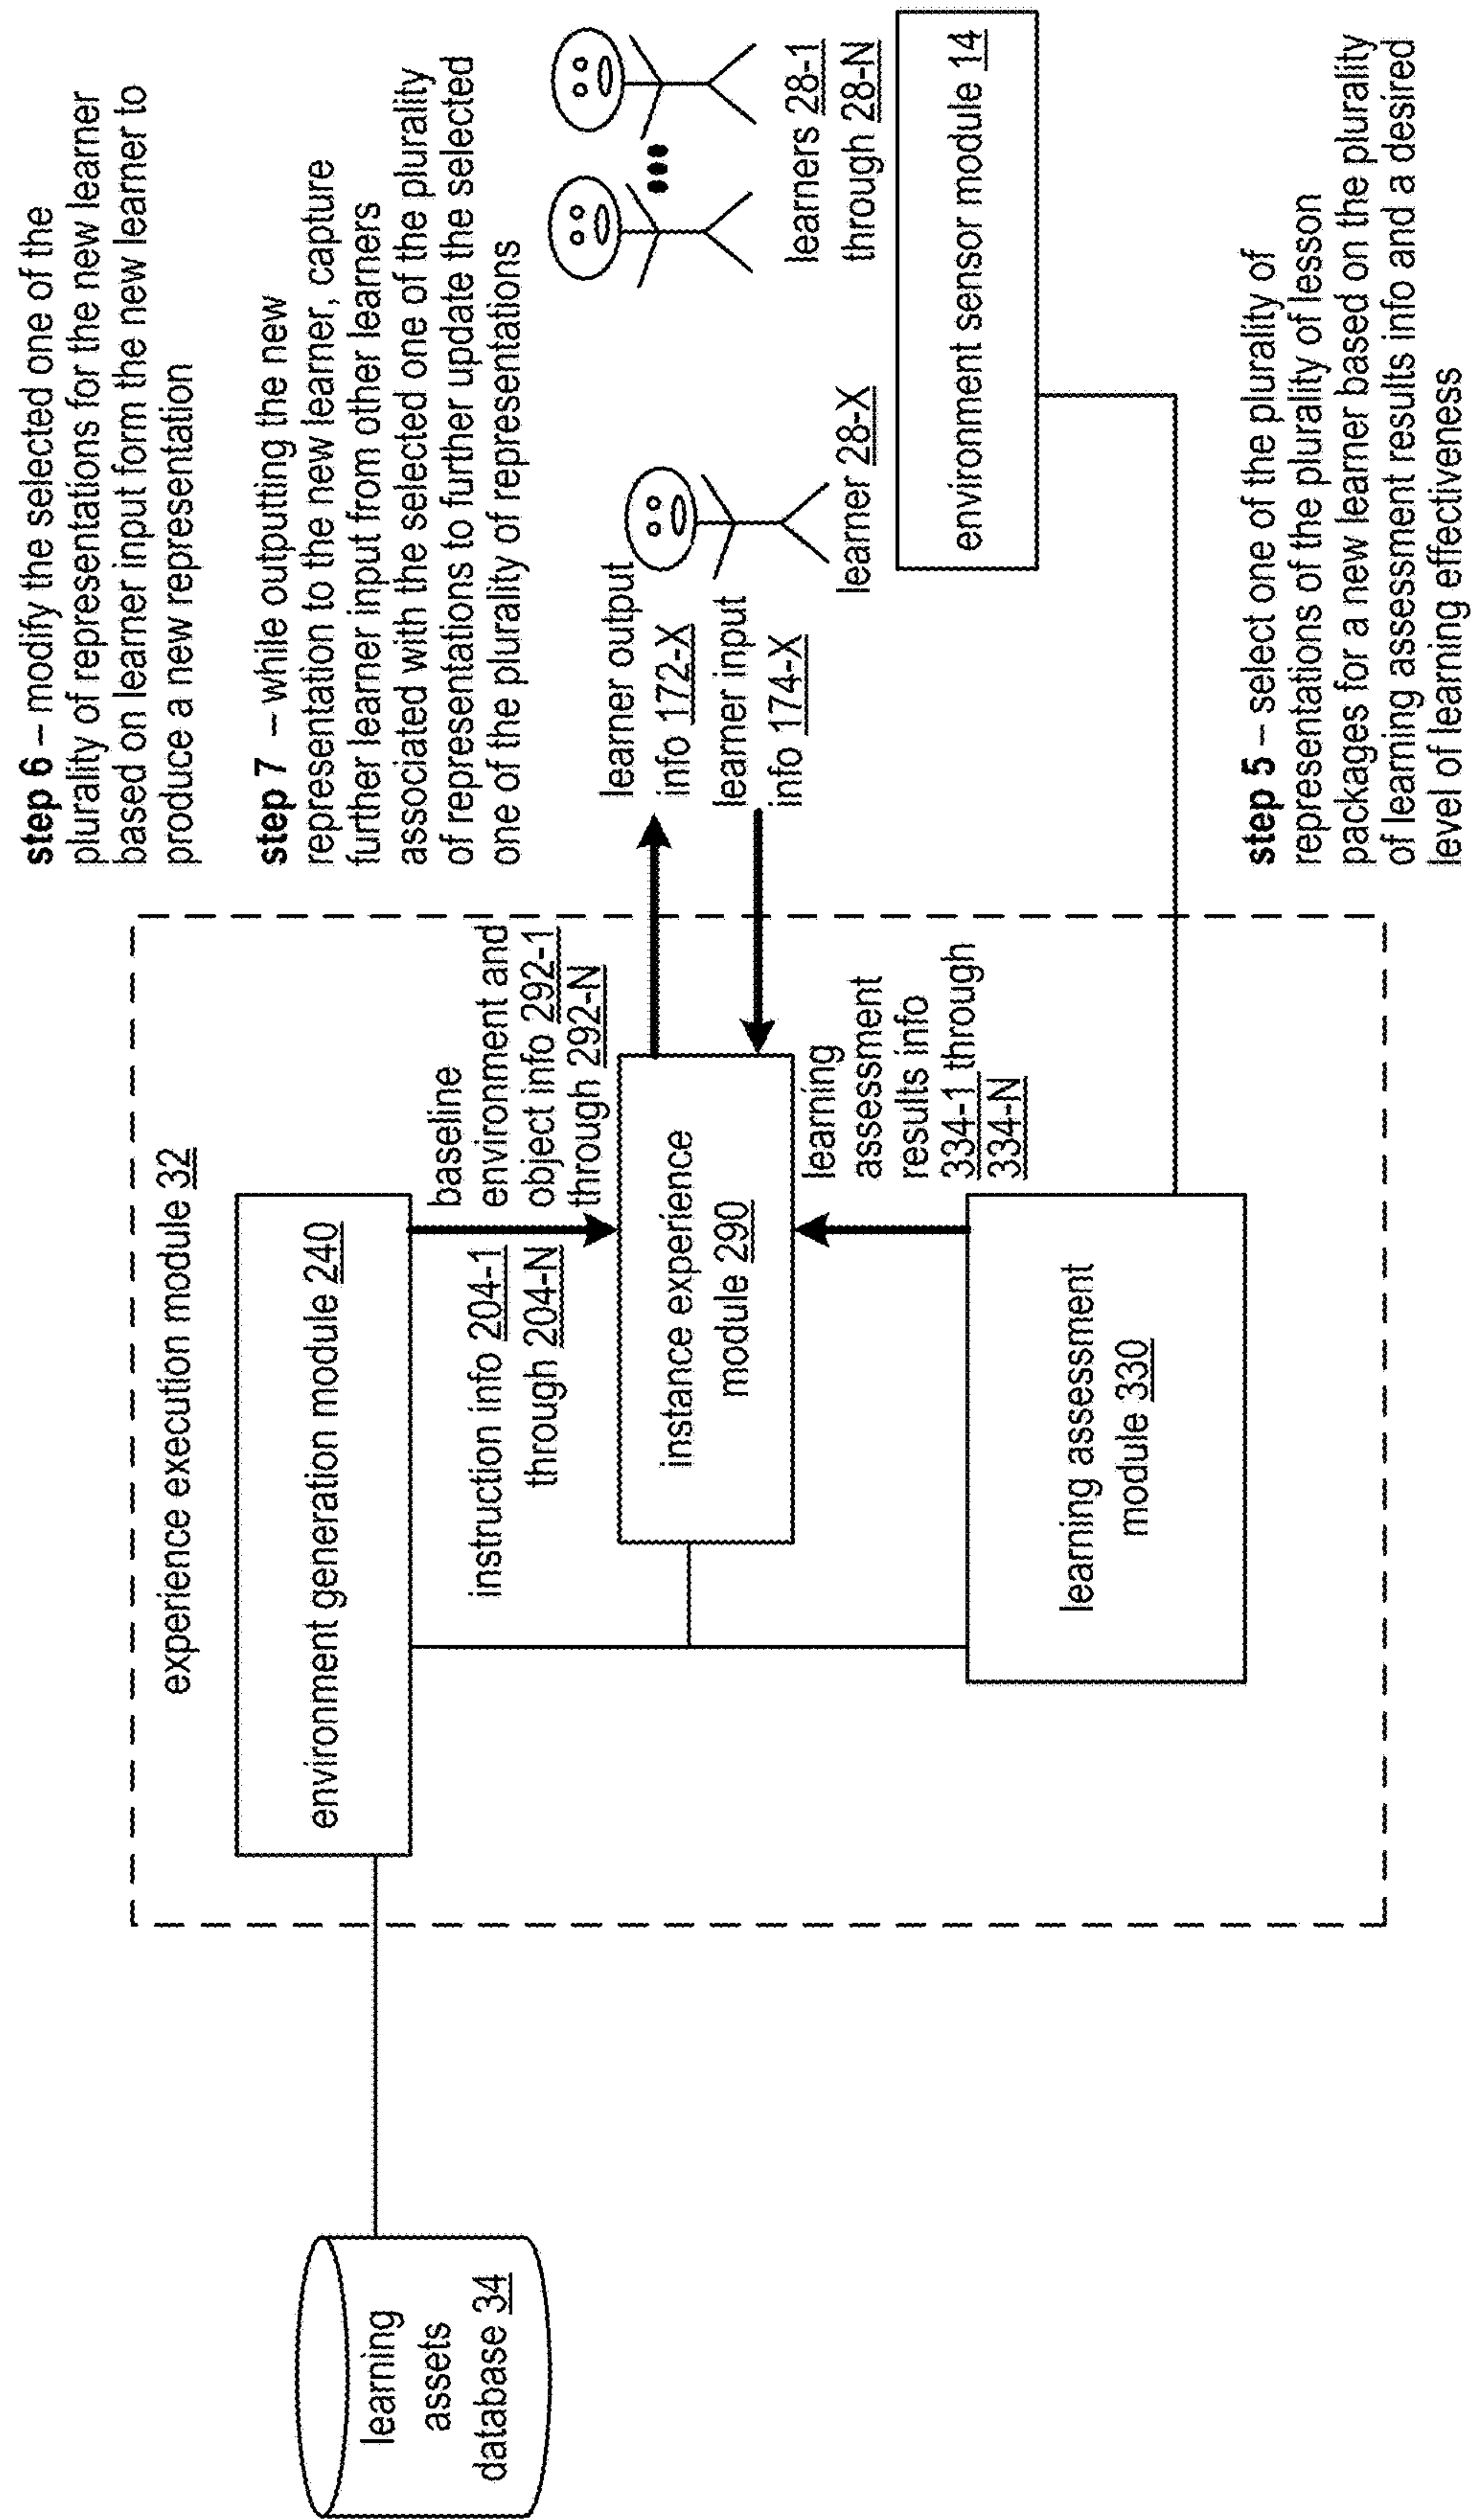 step 6 – modify the selected one of the
plurality of representations for the new learner
based on learner input form the new learner to
produce a new representation
step 7 – while outputing the new
representation to the new learner, capture
further learner input from other learners
associated with the selected one of the plurality
of representations to further update the selected
one of the plurality of representations
experience execution module 32
environment generation module 240
learning
assets
database 34
instruction info 204-1
through 204-N
baseline
environment and
object info 292-1
through 292-N
instance experience
module 290
learner output
info 172-X
learner input
info 174-X
learner 28-X
learners 28-1
through 28-N
environment sensor module 14
learning
assessment
results info
334-1 through
334-N
learning assessment
module 330
step 5 – select one of the plurality of
representations of the plurality of lesson
packages for a new learner based on the plurality
of learning assessment results info and a desired
level of learning effectiveness